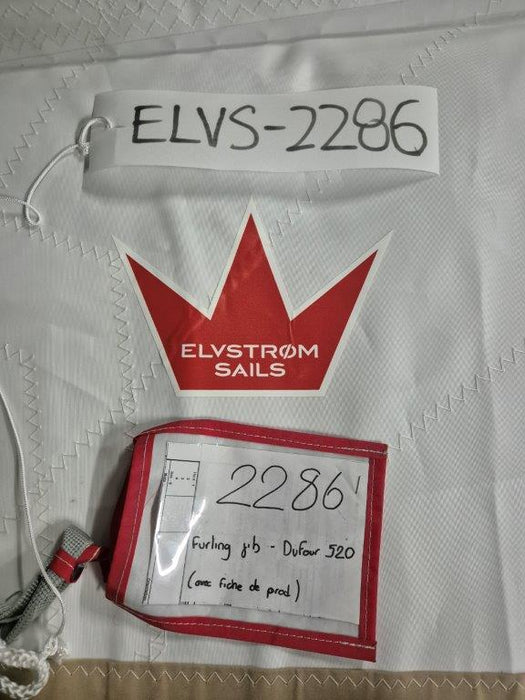 ELVS-2286
ELVSTRØM
SAILS
2286
Furling jib - Dufour 520
(avec fiche de prod)